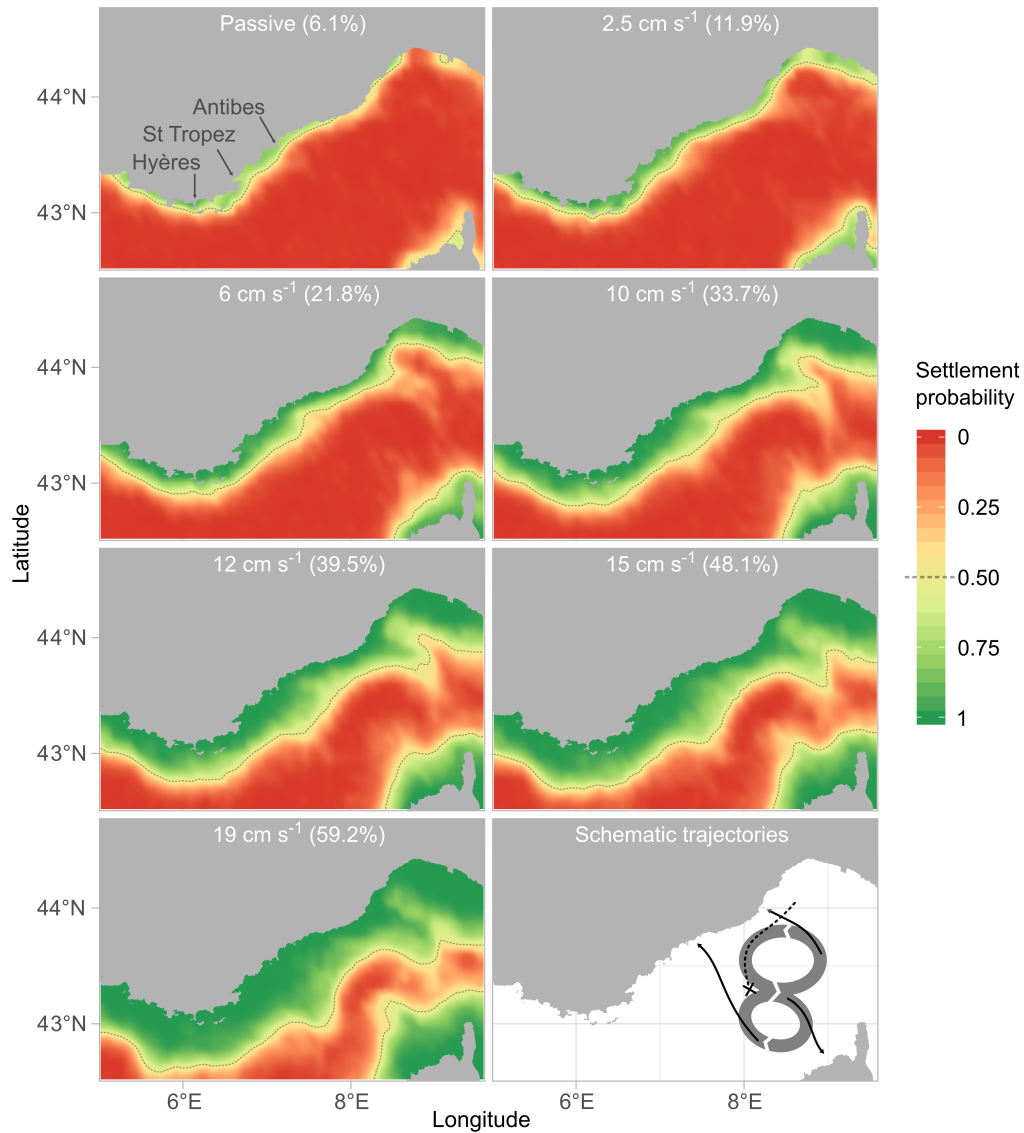 Passive (6.1%)
2.5 cm s⁻¹ (11.9%)
44°N
43°N
Antibes
St Tropez
Hyères
6 cm s⁻¹ (21.8%)
10 cm s⁻¹ (33.7%)
44°N
43°N
Settlement
probability
0
0.25
0.50
0.75
1
Latitude
12 cm s⁻¹ (39.5%)
15 cm s⁻¹ (48.1%)
44°N
43°N
19 cm s⁻¹ (59.2%)
Schematic trajectories
44°N
43°N
6°E
8°E
6°E
8°E
Longitude